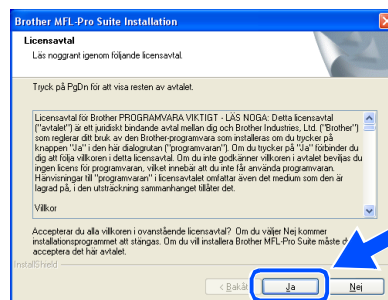 Brother MFL-Pro Suite Installation
Licensavtal
Läs noggrant igenom följande licensavtal.
Tryck på PgDn för att visa resten av avtalet.
Licensavtal för Brother PROGRAMVARA VIKTIGT - LÄS NOGA: Detta licensavtal
("avtalet") är ett juridiskt bindande avtal mellan dig och Brother Industries, Ltd. ("Brother")
som reglerar ditt bruk av den Brother-programvara som installeras om du trycker på
knappen "Ja" i den här dialogrutan ("programvaran"). Om du trycker på "Ja" förbinder du
dig att följa villkoren i detta licensavtal. Om du inte godkänner villkoren i avtalet beviljas du
ingen licens för programvaran, vilket innebär att du inte får använda programvaran.
Hänvisningar till "programvaran" i licensavtalet omfattar även det medium som den är
lagrad på, i den utsträckning sammanhanget tillåter det.
Villkor
Accepterar du alla villkoren i ovanstående licensavtal? Om du väljer Nej kommer
installationsprogrammet att stängas. Om du vill installera Brother MFL-Pro Suite måste
acceptera det här avtalet.
InstallShield
< Bakåt
Ja
Nej